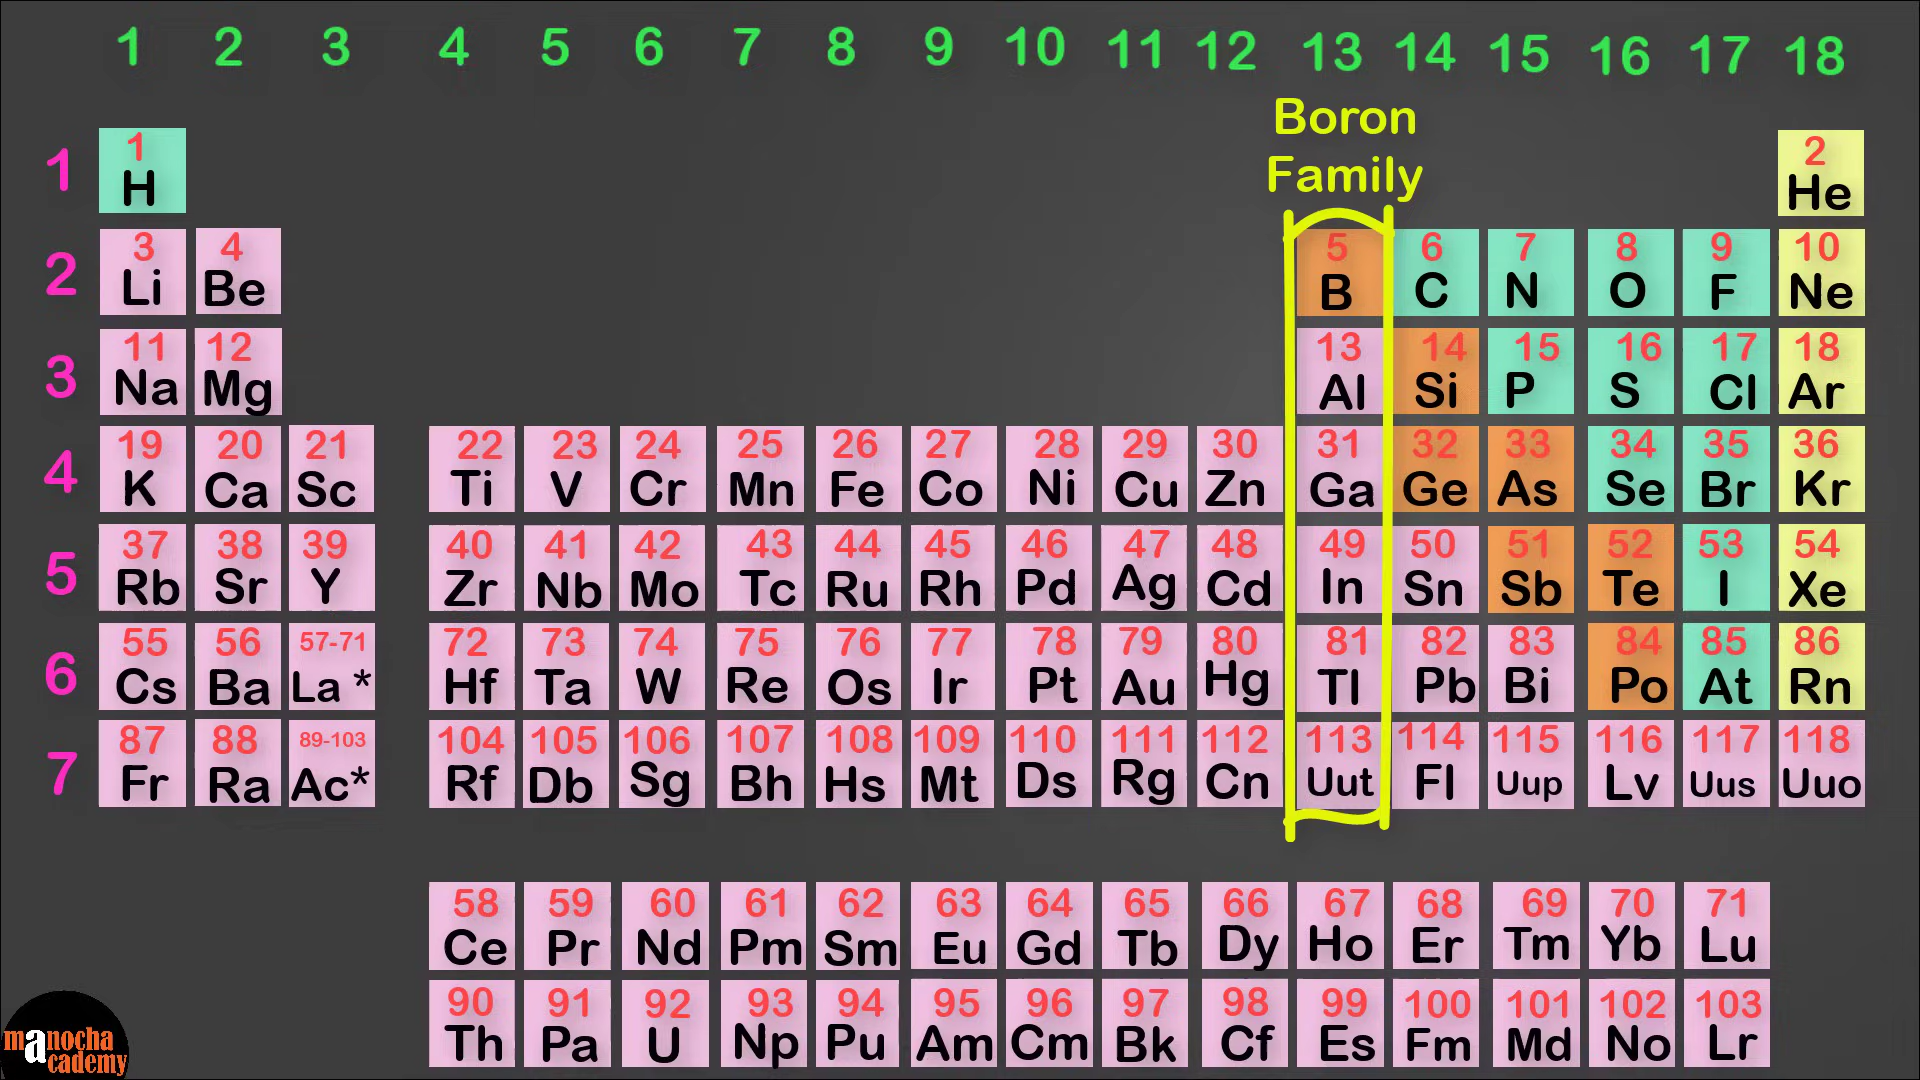 1 2 3 4 5 6 7 8 9 10 11 12 13 14 15 16 17 18
Boron
Family
1 1 2
H He
2 3 4 5 6 7 8 9 10
Li Be B C N O F Ne
3 11 12 13 14 15 16 17 18
Na Mg Al Si P S Cl Ar
4 19 20 21 22 23 24 25 26 27 28 29 30 31 32 33 34 35 36
K Ca Sc Ti V Cr Mn Fe Co Ni Cu Zn Ga Ge As Se Br Kr
5 37 38 39 40 41 42 43 44 45 46 47 48 49 50 51 52 53 54
Rb Sr Y Zr Nb Mo Tc Ru Rh Pd Ag Cd In Sn Sb Te I Xe
6 55 56 57-71 72 73 74 75 76 77 78 79 80 81 82 83 84 85 86
Cs Ba La * Hf Ta W Re Os Ir Pt Au Hg Tl Pb Bi Po At Rn
7 87 88 89-103 104 105 106 107 108 109 110 111 112 113 114 115 116 117 118
Fr Ra Ac* Rf Db Sg Bh Hs Mt Ds Rg Cn Uut Fl Uup Lv Uus Uuo
58 59 60 61 62 63 64 65 66 67 68 69 70 71
Ce Pr Nd Pm Sm Eu Gd Tb Dy Ho Er Tm Yb Lu
90 91 92 93 94 95 96 97 98 99 100 101 102 103
Th Pa U Np Pu Am Cm Bk Cf Es Fm Md No Lr
manocha
academy